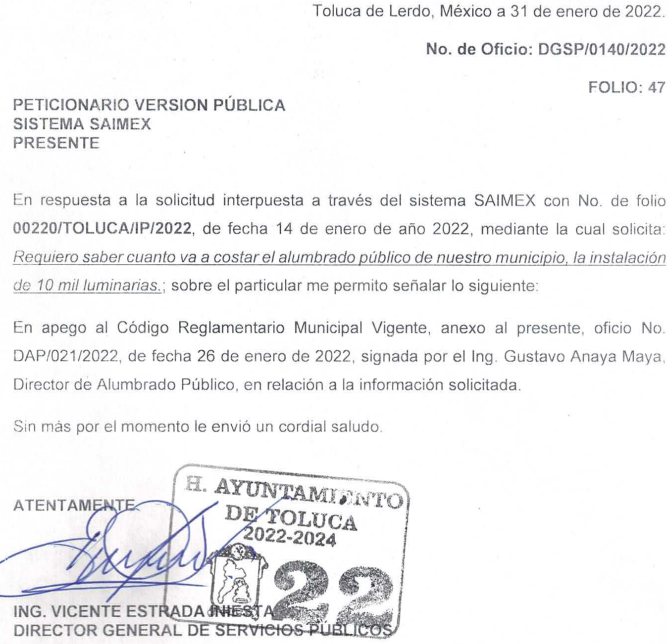 Toluca de Lerdo, México a 31 de enero de 2022.
No. de Oficio: DGSP/0140/2022
FOLIO: 47
PETICIONARIO VERSION PÚBLICA
SISTEMA SAIMEX
PRESENTE
En respuesta a la solicitud interpuesta a través del sistema SAIMEX con No. de folio
00220/TOLUCA/IP/2022, de fecha 14 de enero de año 2022, mediante la cual solicita:
Requiero saber cuanto va a costar el alumbrado público de nuestro municipio, la instalación
de 10 mil luminarias.; sobre el particular me permito señalar lo siguiente:
En apego al Código Reglamentario Municipal Vigente, anexo al presente, oficio No.
DAP/021/2022, de fecha 26 de enero de 2022, signada por el Ing. Gustavo Anaya Maya,
Director de Alumbrado Público, en relación a la información solicitada.
Sin más por el momento le envió un cordial saludo.
ATENTAMENTE
H. AYUNTAMIENTO
DE TOLUCA
2022-2024
22
ING. VICENTE ESTRADA INIESTA
DIRECTOR GENERAL DE SERVICIOS PÚBLICOS